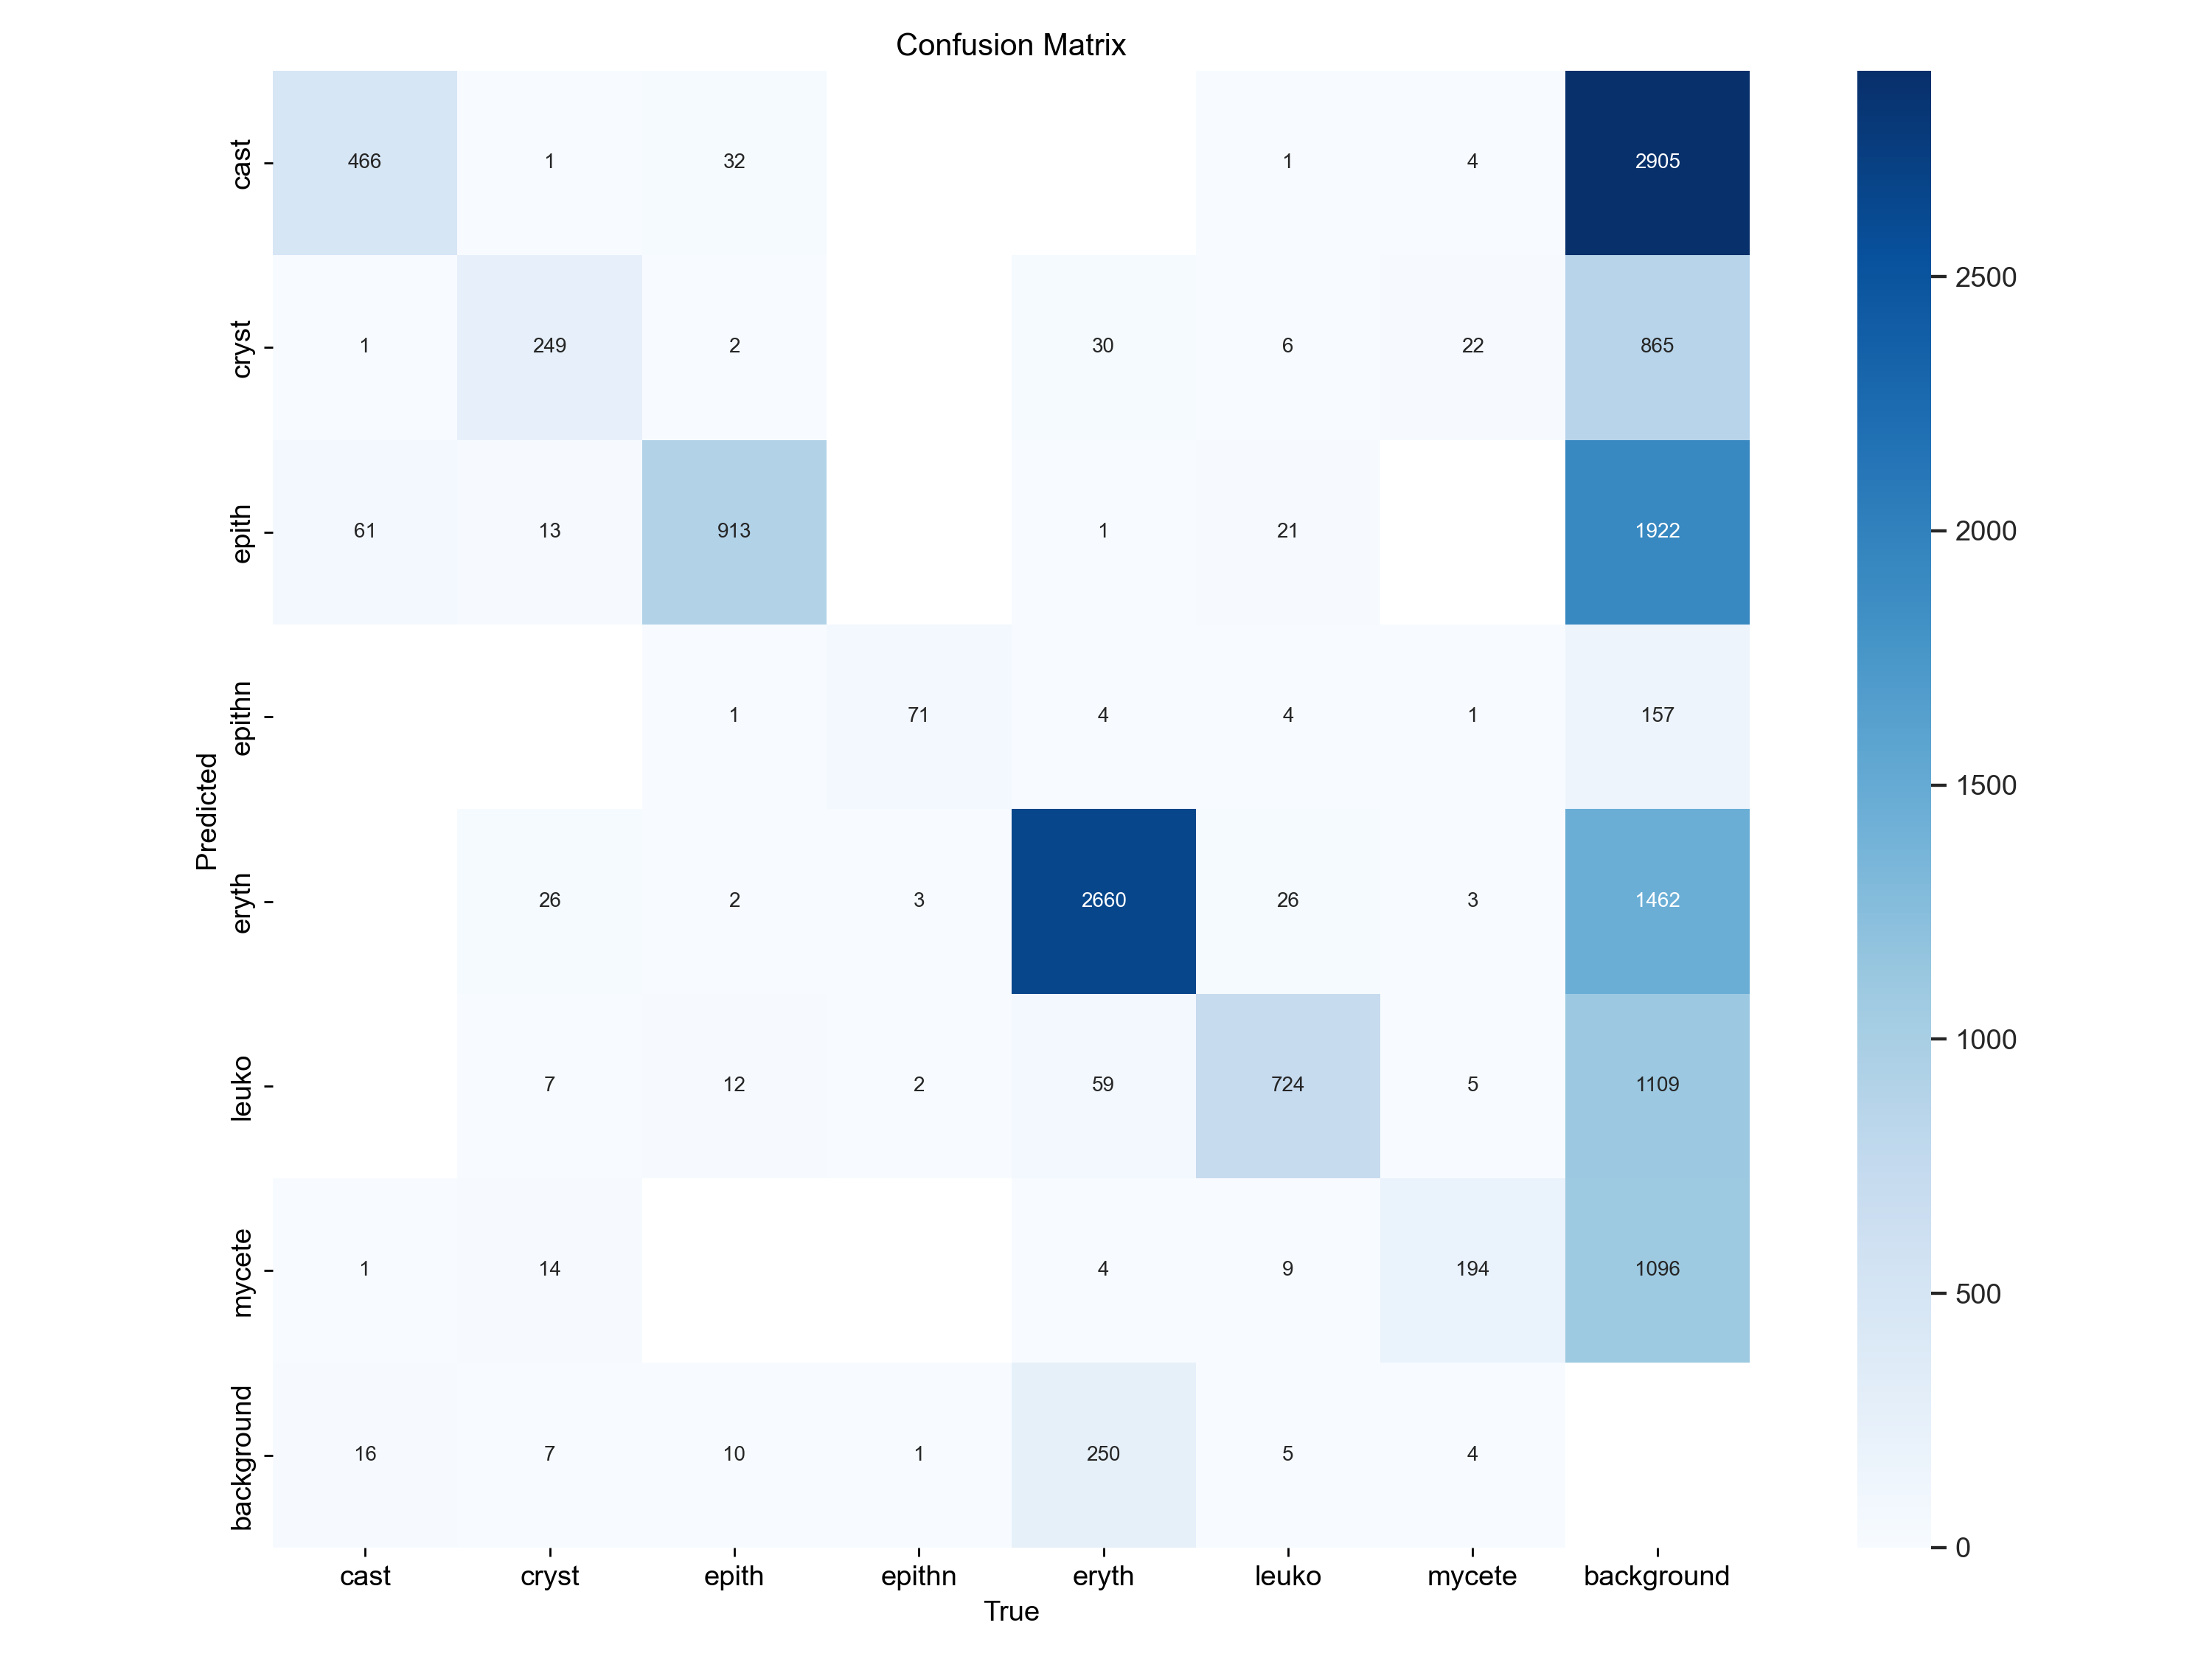 Confusion Matrix
cast 466 1 32 1 4 2905
cryst 1 249 2 30 6 22 865
epith 61 13 913 1 21 1922
epithn 1 71 4 4 1 157
eryth 26 2 3 2660 26 3 1462
leuko 7 12 2 59 724 5 1109
mycete 1 14 4 9 194 1096
background 16 7 10 1 250 5 4
Predicted
cast cryst epith epithn eryth leuko mycete background
True
2500
2000
1500
1000
500
0